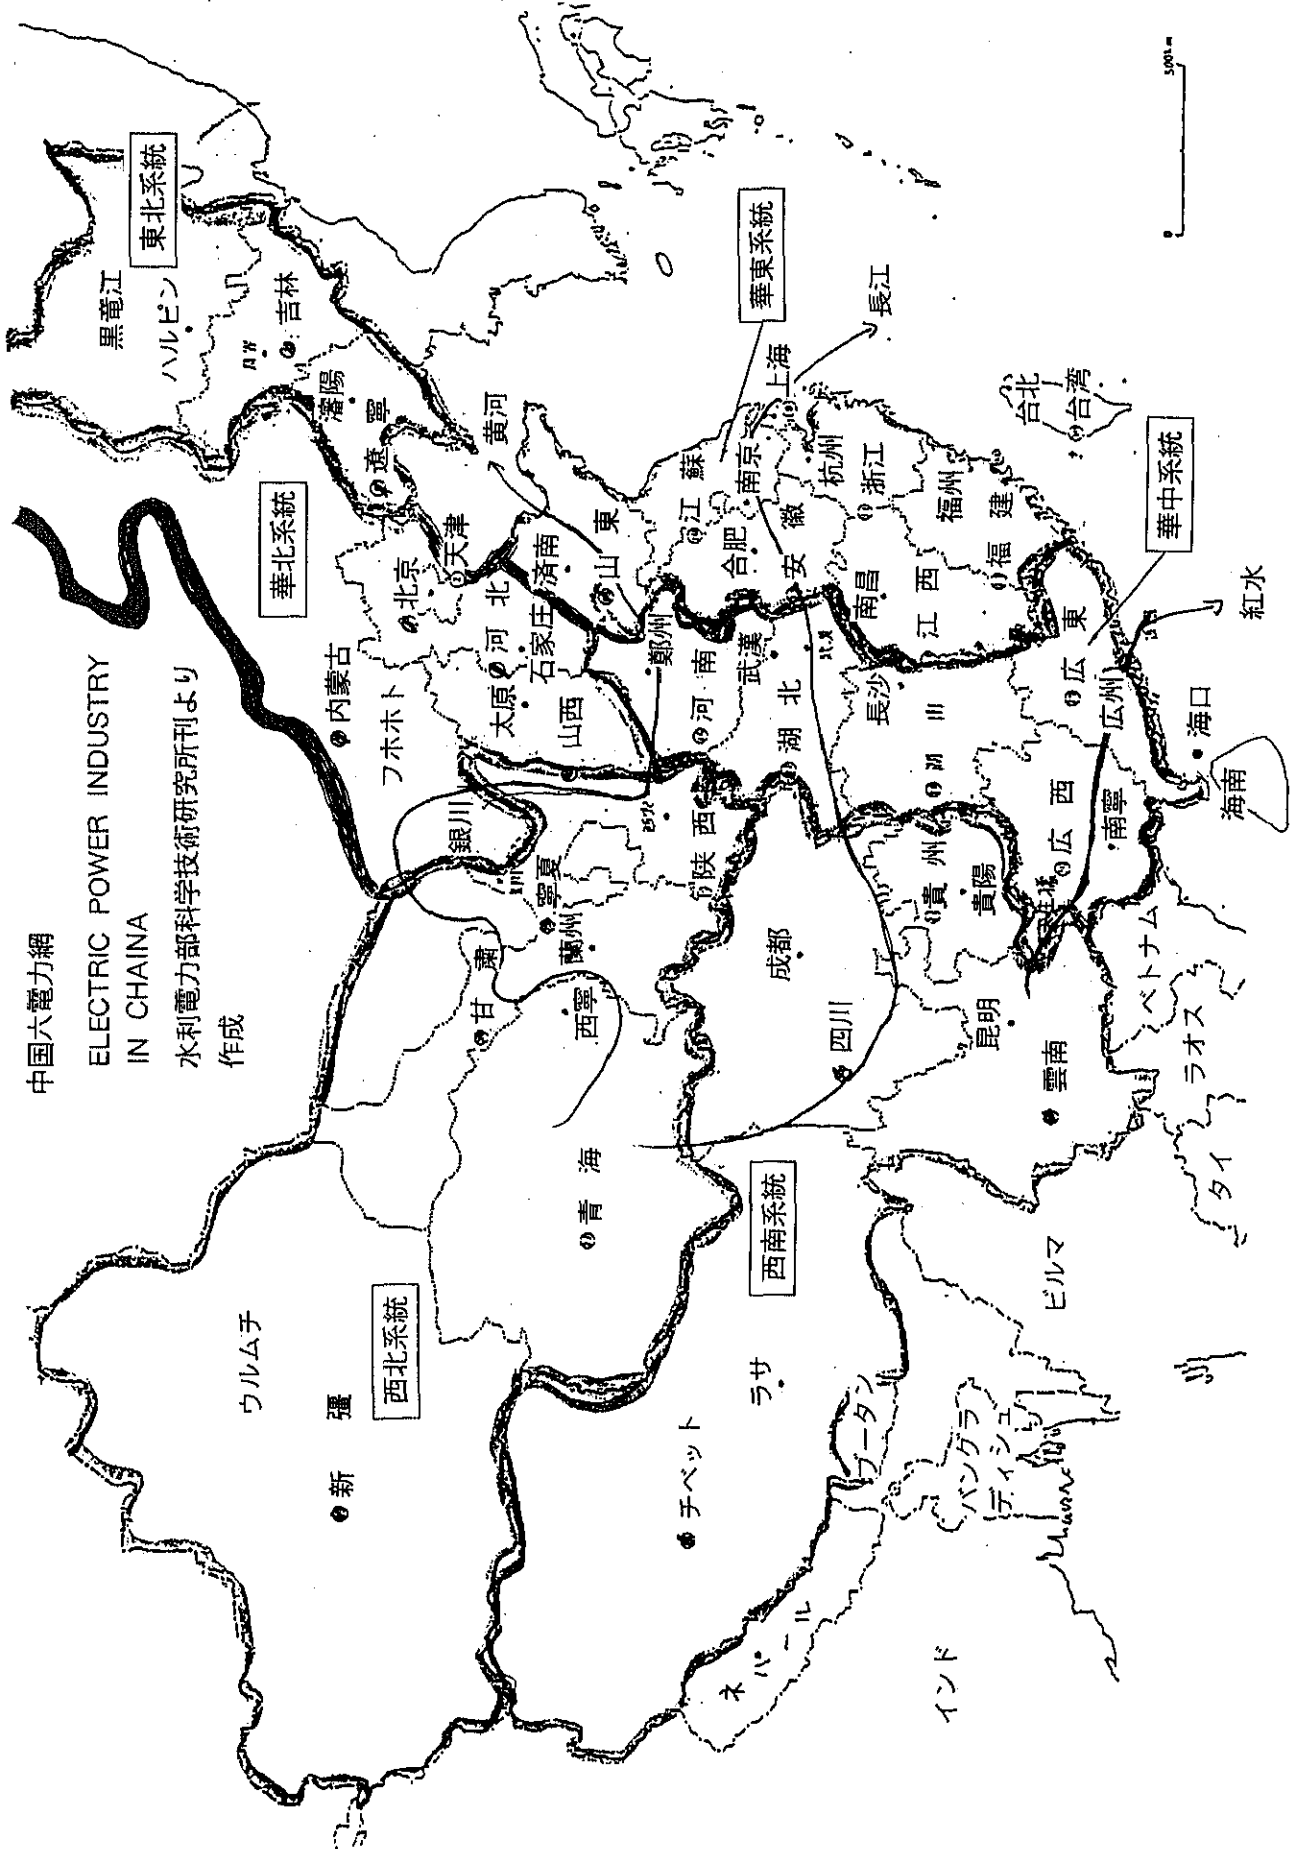 中国六電力網
ELECTRIC POWER INDUSTRY
IN CHAINA
水利電力部科学技術研究所刊より
作成
東北系統
黒竜江
ハルピン
吉林
瀋陽
遼寧
華北系統
内蒙古
フホホト
北京
天津
河北
石家庄
太原
山西
済南
山東
黄河
華東系統
江蘇
南京
上海
長江
合肥
安徽
杭州
浙江
南昌
江西
福州
福建
台北
台湾
華中系統
鄭州
河南
武漢
湖北
長沙
広東
広州
広西
南寧
紅水
海口
海南
西北系統
ウルムチ
新彊
銀川
寧夏
陝西
蘭州
甘粛
西寧
青海
西南系統
成都
四川
貴州
貴陽
昆明
雲南
チベット
ラサ
ベトナム
ラオス
タイ
ビルマ
ブータン
バングラ
ディシュ
ネパール
インド
0
500km